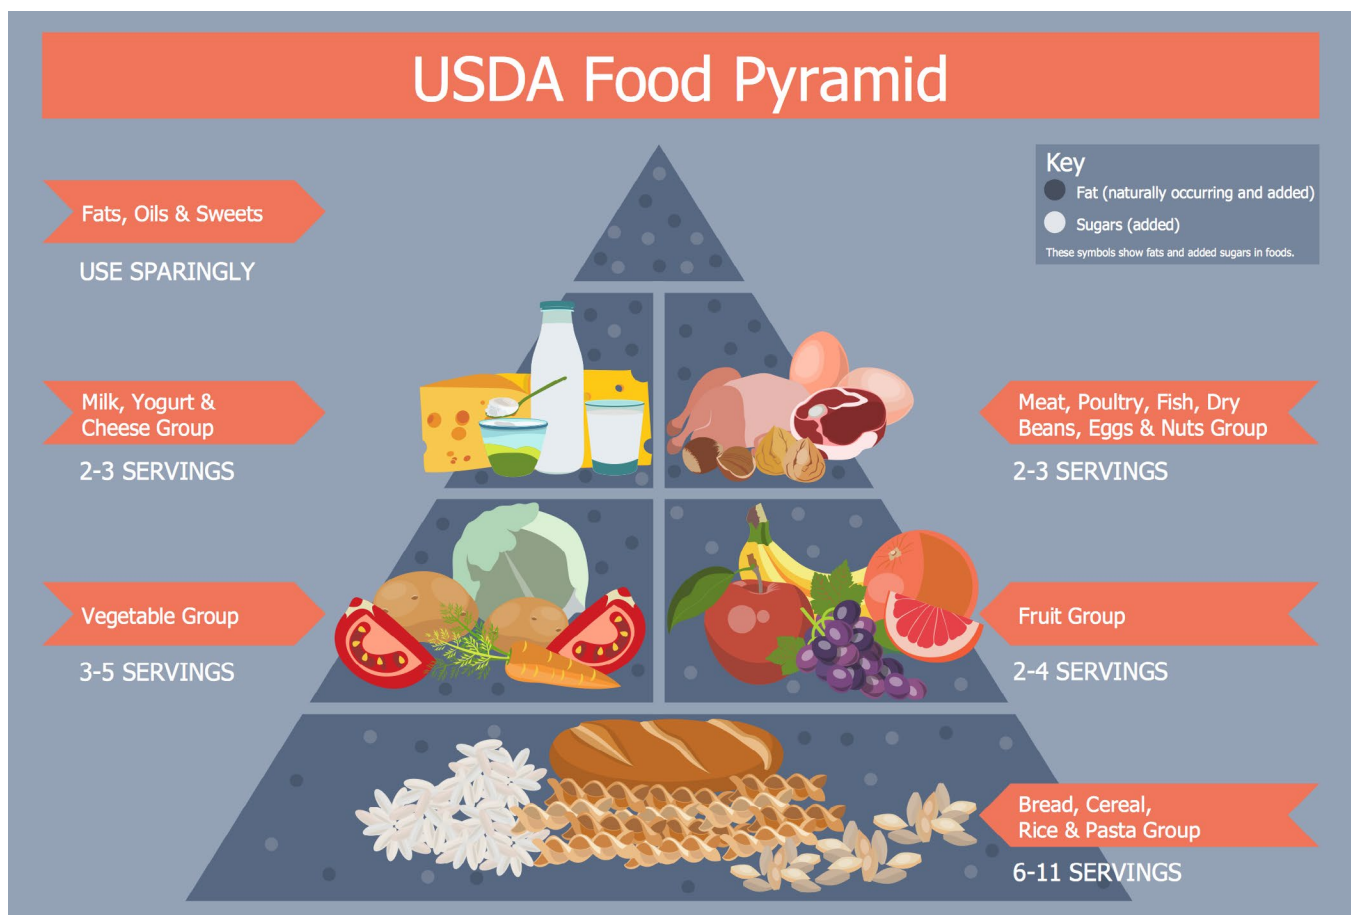 USDA Food Pyramid
Fats, Oils & Sweets
USE SPARINGLY
Key
Fat (naturally occurring and added)
Sugars (added)
These symbols show fats and added sugars in foods.
Milk, Yogurt &
Cheese Group
2-3 SERVINGS
Meat, Poultry, Fish, Dry
Beans, Eggs & Nuts Group
2-3 SERVINGS
Vegetable Group
3-5 SERVINGS
Fruit Group
2-4 SERVINGS
Bread, Cereal,
Rice & Pasta Group
6-11 SERVINGS